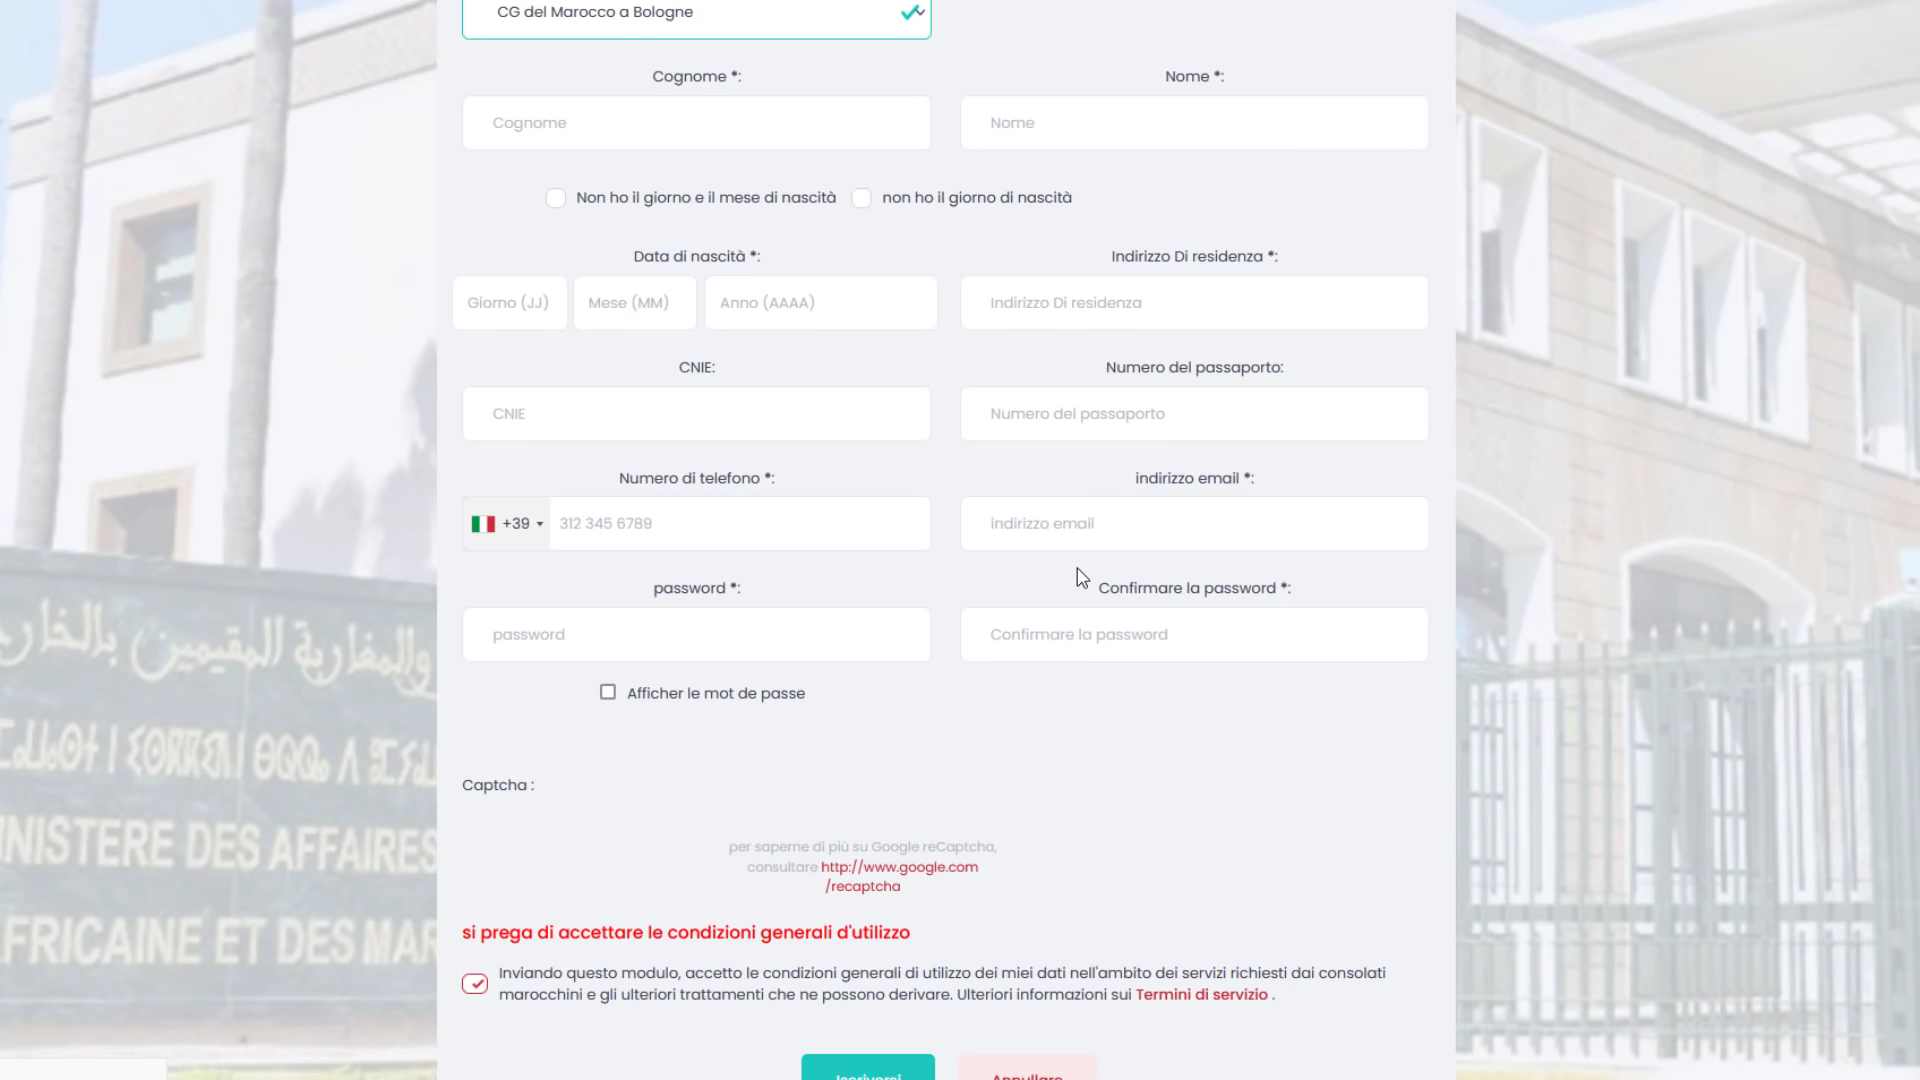 CG del Marocco a Bologne
Cognome *:
Nome *:
Cognome
Nome
Non ho il giorno e il mese di nascità
non ho il giorno di nascità
Data di nascità *:
Indirizzo Di residenza *:
Giorno (JJ)
Mese (MM)
Anno (AAAA)
Indirizzo Di residenza
CNIE:
Numero del passaporto:
CNIE
Numero del passaporto
Numero di telefono *:
indirizzo email *:
+39
312 345 6789
indirizzo email
password *:
Confirmare la password *:
password
Confirmare la password
Afficher le mot de passe
Captcha :
per saperne di più su Google reCaptcha,
consultare http://www.google.com
/recaptcha
si prega di accettare le condizioni generali d'utilizzo
Inviando questo modulo, accetto le condizioni generali di utilizzo dei miei dati nell'ambito dei servizi richiesti dai consolati
marocchini e gli ulteriori trattamenti che ne possono derivare. Ulteriori informazioni sui Termini di servizio .
Iscriversi
Annullare
والمغاربة المقيمين بالخارج
INISTERE DES AFFAIRES
FRICAINE ET DES MAR